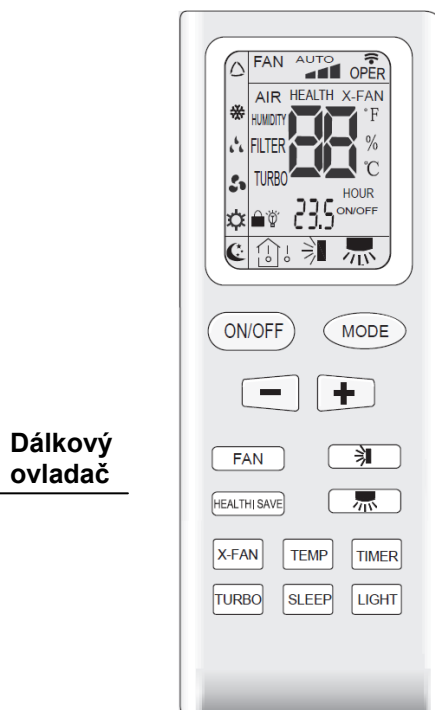 FAN AUTO OPER
AIR HEALTH X-FAN
HUMIDITY 88 °F
FILTER %
TURBO °C
HOUR
23.5 ON/OFF
ON/OFF MODE
- +
Dálkový
ovladač
FAN
HEALTH | SAVE
X-FAN TEMP TIMER
TURBO SLEEP LIGHT